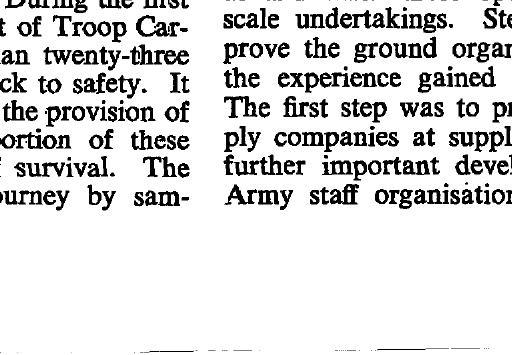 During the first
t of Troop Car-
an twenty-three
ck to safety. It
the provision of
ortion of these
survival. The
ourney by sam-
scale undertakings. Ste
prove the ground organ
the experience gained
The first step was to pr
ply companies at suppl
further important devel
Army staff organisation